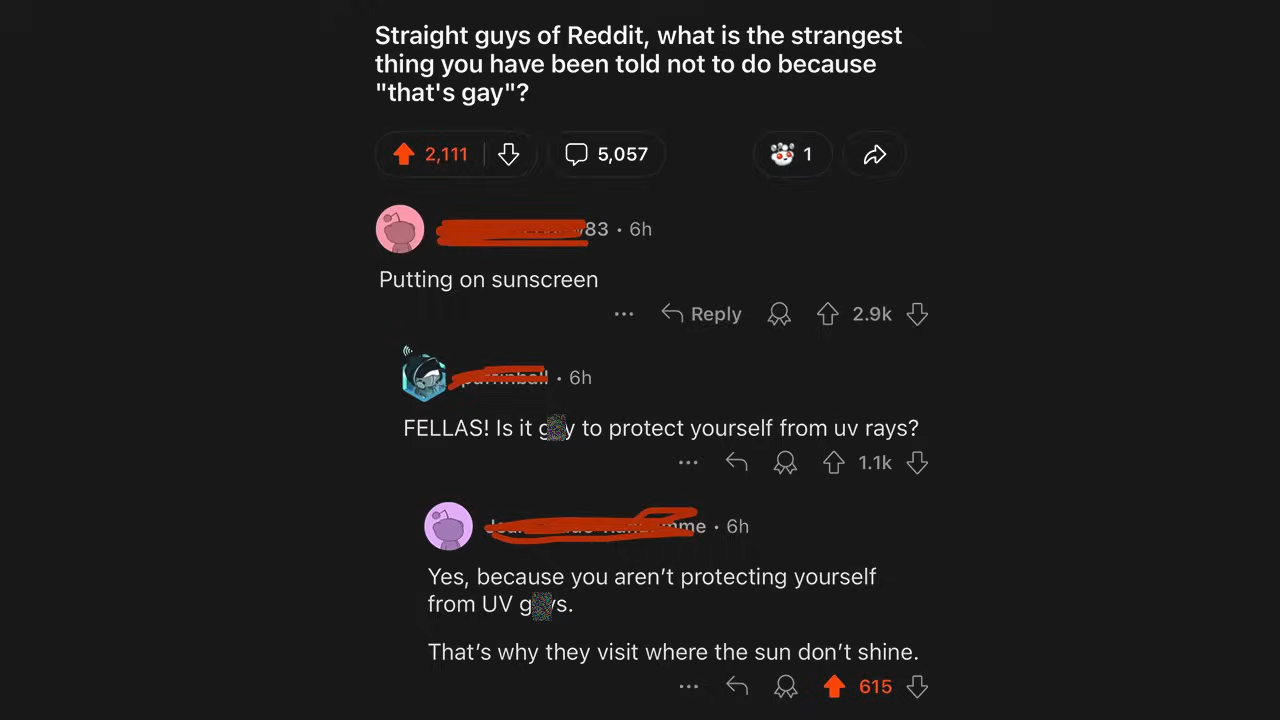 Straight guys of Reddit, what is the strangest
thing you have been told not to do because
"that's gay"?
2,111 5,057 1
83 • 6h
Putting on sunscreen
... Reply 2.9k
• 6h
FELLAS! Is it g y to protect yourself from uv rays?
... 1.1k
mme • 6h
Yes, because you aren’t protecting yourself
from UV g ys.
That’s why they visit where the sun don’t shine.
... 615